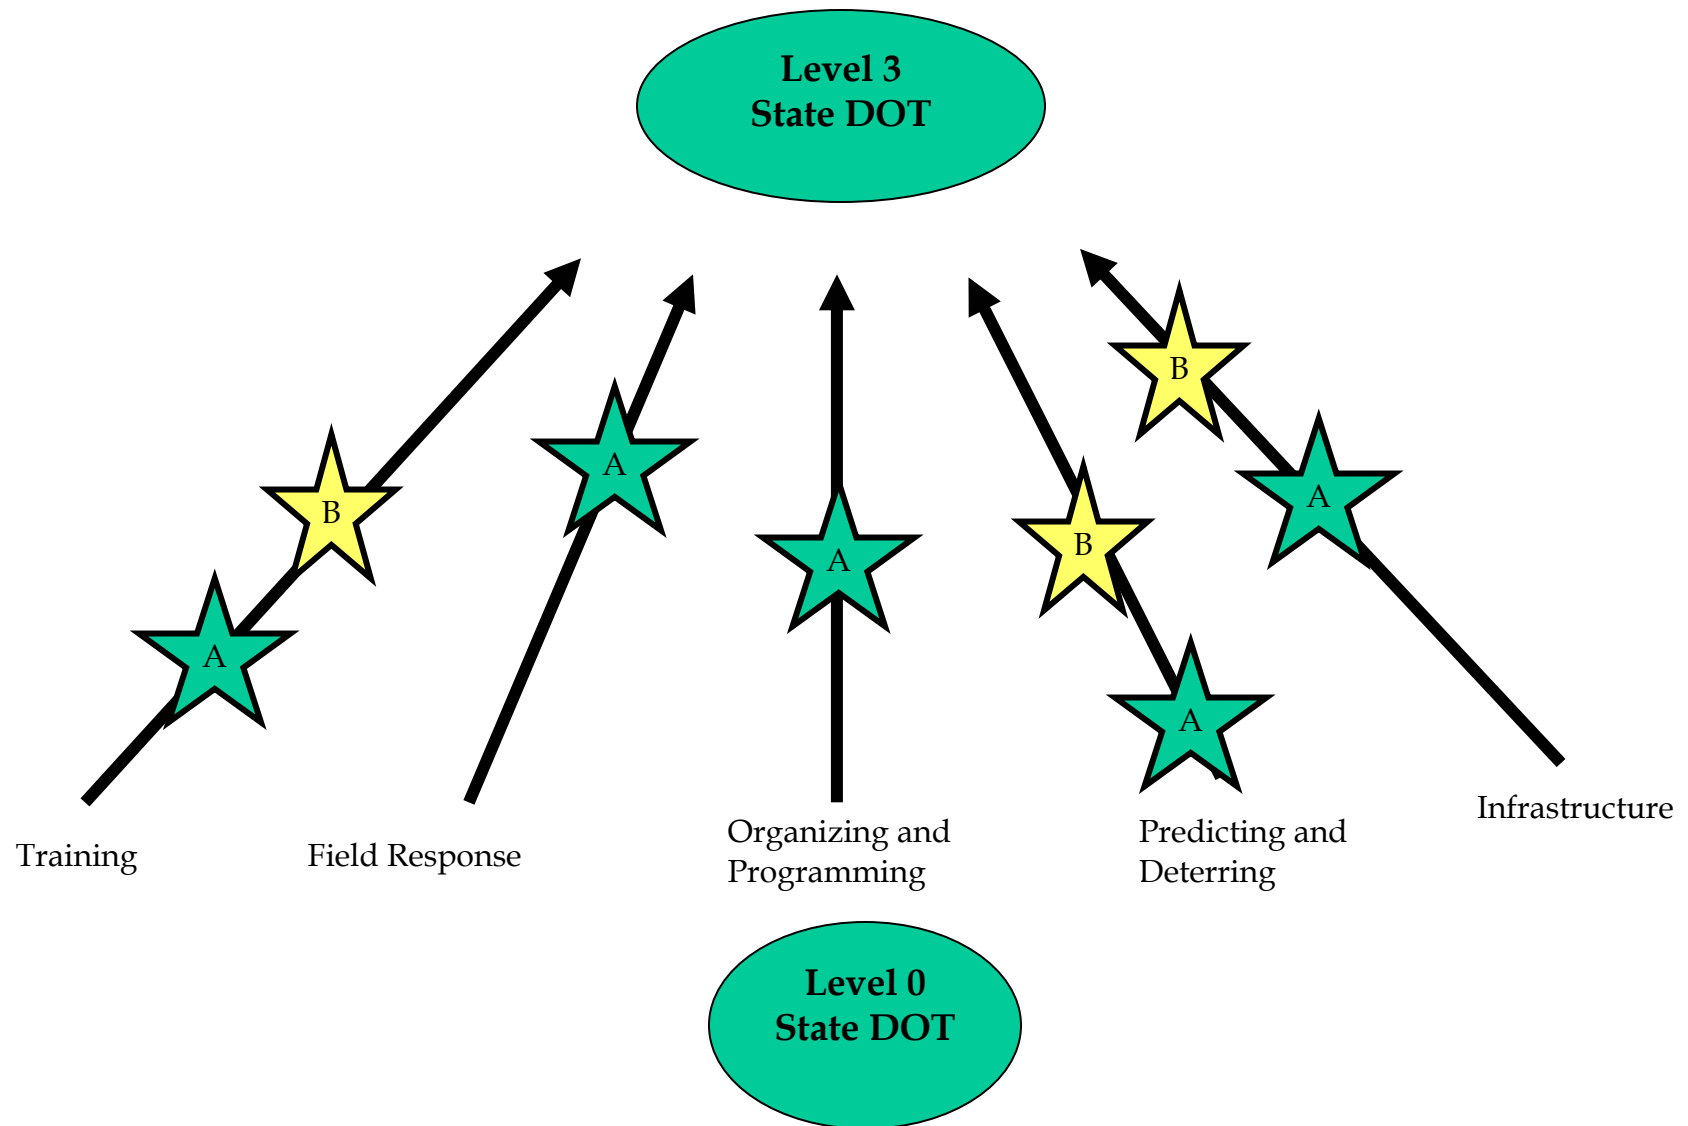 Level 3
State DOT
B
A
B
A
A
B
A
A
Training
Field Response
Organizing and
Programming
Predicting and
Deterring
Infrastructure
Level 0
State DOT